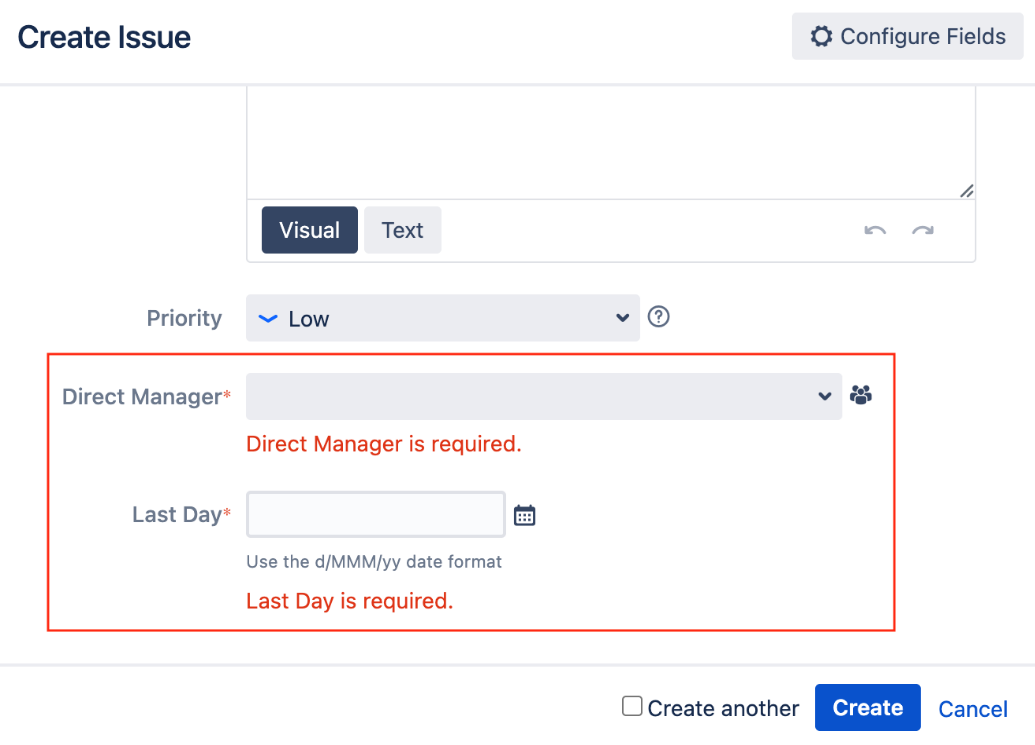 Create Issue
Configure Fields
Visual Text
Priority Low
Direct Manager*
Direct Manager is required.
Last Day*
Use the d/MMM/yy date format
Last Day is required.
Create another Create Cancel